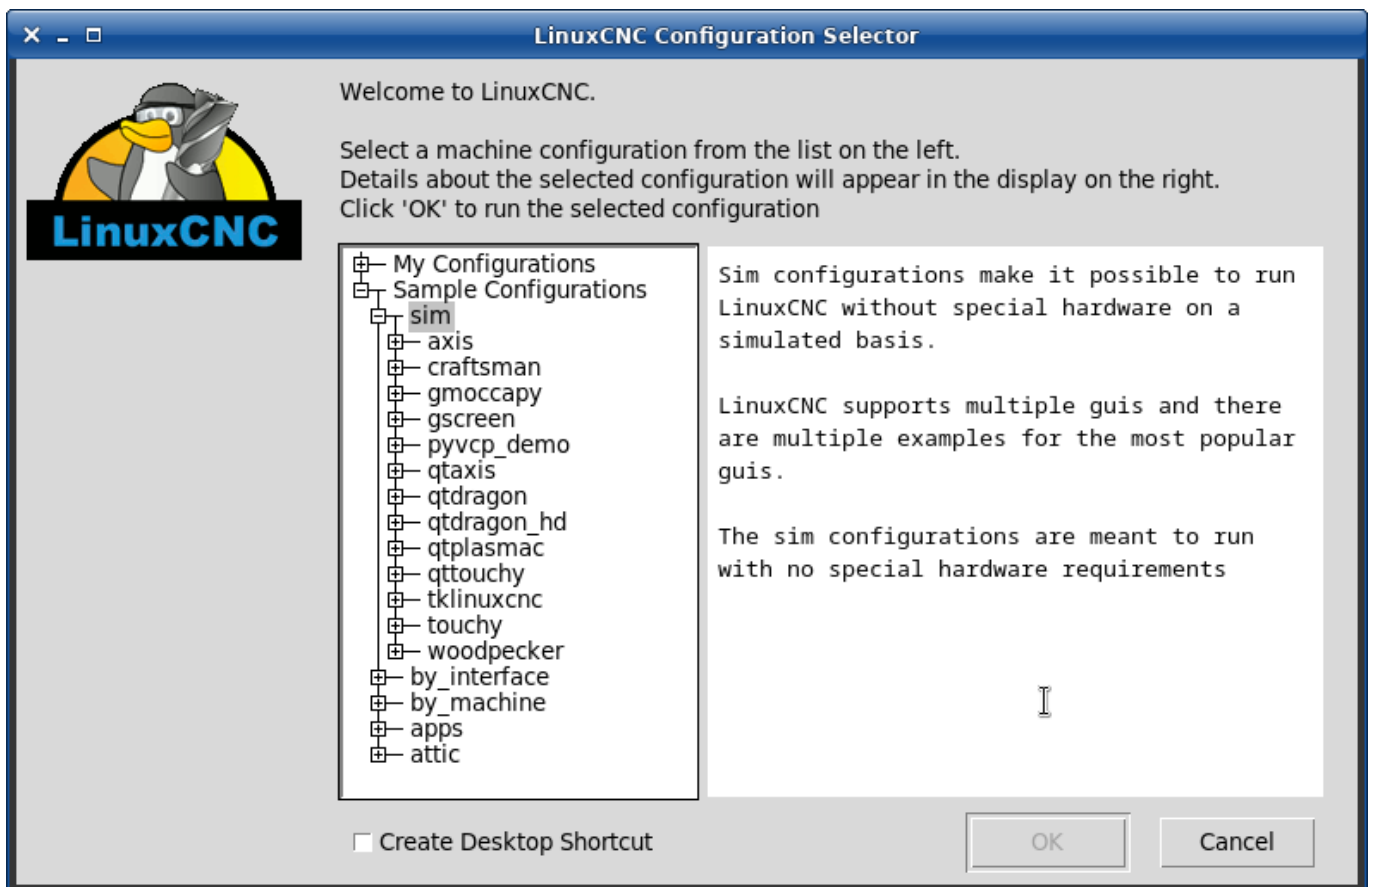 LinuxCNC Configuration Selector
LinuxCNC
Welcome to LinuxCNC.
Select a machine configuration from the list on the left.
Details about the selected configuration will appear in the display on the right.
Click 'OK' to run the selected configuration
My Configurations
Sample Configurations
sim
axis
craftsman
gmoccapy
gscreen
pyvcp_demo
qtaxis
qtdragon
qtdragon_hd
qtplasmac
qttouchy
tklinuxcnc
touchy
woodpecker
by_interface
by_machine
apps
attic
Sim configurations make it possible to run
LinuxCNC without special hardware on a
simulated basis.
LinuxCNC supports multiple guis and there
are multiple examples for the most popular
guis.
The sim configurations are meant to run
with no special hardware requirements
Create Desktop Shortcut
OK
Cancel